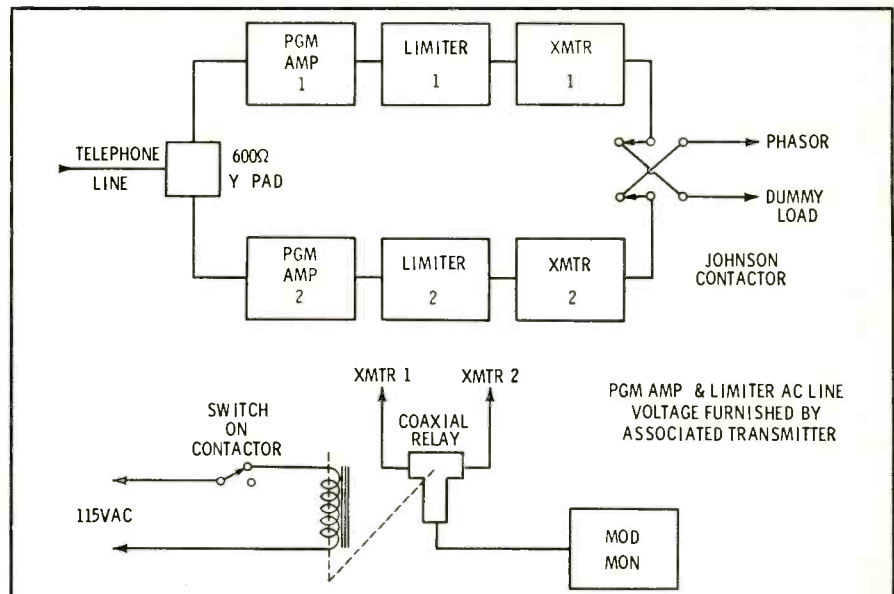 PGM
AMP
1
LIMITER
1
XMTR
1
TELEPHONE
LINE
600Ω
Y PAD
PHASOR
DUMMY
LOAD
JOHNSON
CONTACTOR
PGM
AMP
2
LIMITER
2
XMTR
2
XMTR 1
XMTR 2
SWITCH
ON
CONTACTOR
COAXIAL
RELAY
PGM AMP & LIMITER AC LINE
VOLTAGE FURNISHED BY
ASSOCIATED TRANSMITTER
115VAC
MOD
MON